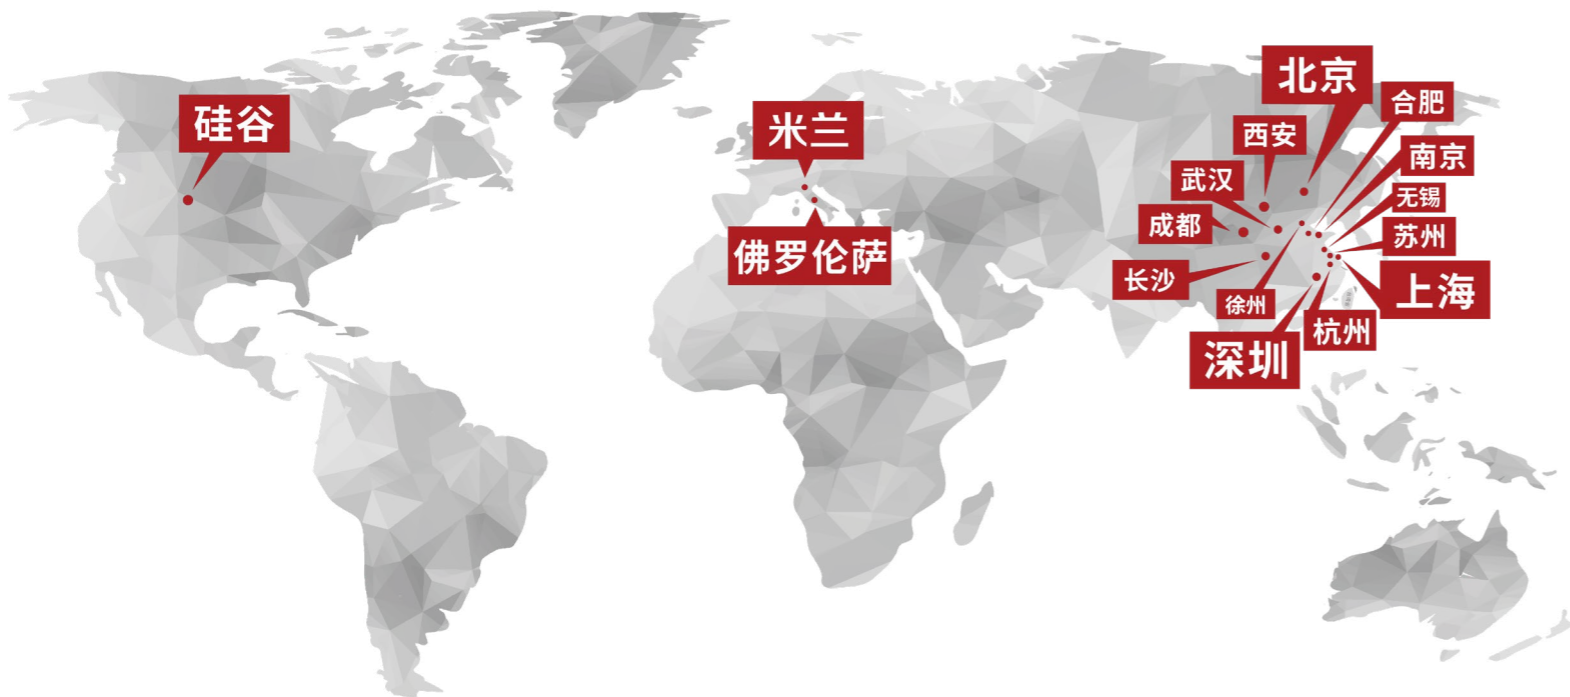 硅谷
米兰
佛罗伦萨
北京
合肥
西安
南京
武汉
无锡
成都
苏州
长沙
上海
徐州
杭州
深圳